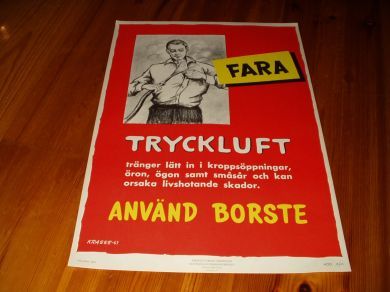 FARA
TRYCKLUFT
tränger lätt in i kroppsöppningar,
öron, ögon samt småsår och kan
orsaka livshotande skador.
ANVÄND BORSTE